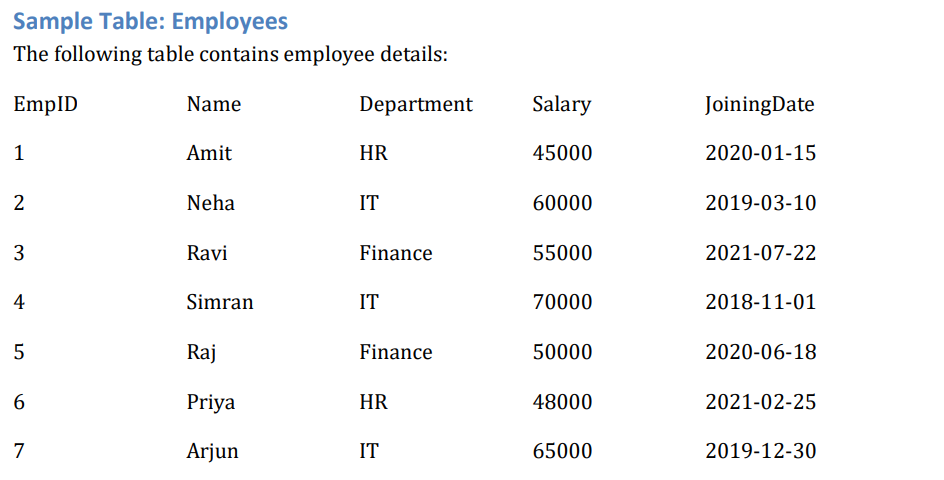 Sample Table: Employees
The following table contains employee details:
EmpID Name Department Salary JoiningDate
1 Amit HR 45000 2020-01-15
2 Neha IT 60000 2019-03-10
3 Ravi Finance 55000 2021-07-22
4 Simran IT 70000 2018-11-01
5 Raj Finance 50000 2020-06-18
6 Priya HR 48000 2021-02-25
7 Arjun IT 65000 2019-12-30